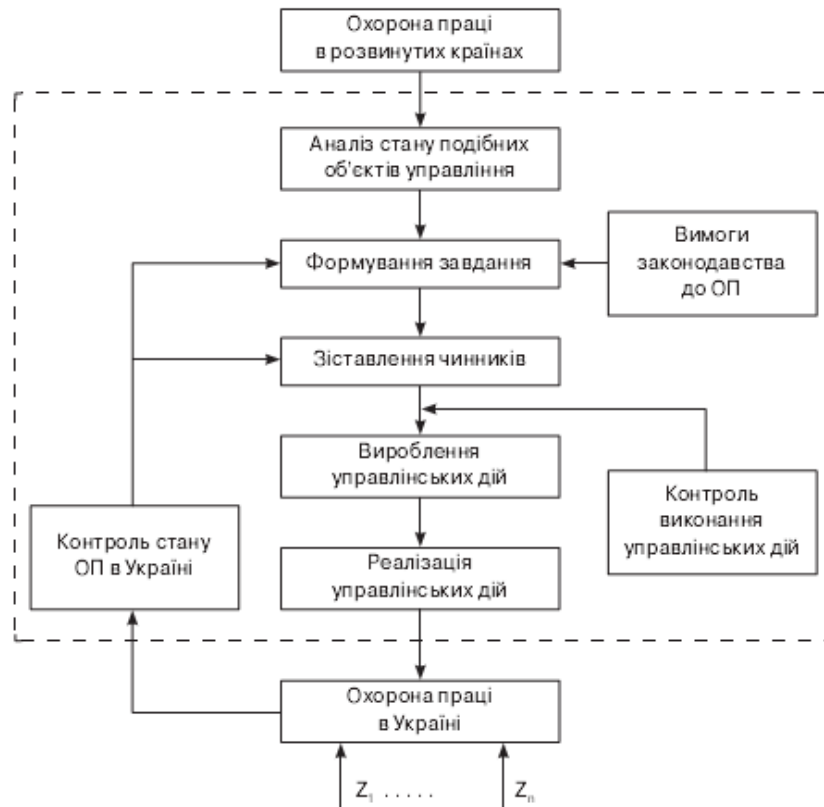 Охорона праці
в розвинутих країнах
Аналіз стану подібних
об'єктів управління
Формування завдання
Вимоги
законодавства
до ОП
Зіставлення чинників
Вироблення
управлінських дій
Контроль
виконання
управлінських дій
Контроль стану
ОП в Україні
Реалізація
управлінських дій
Охорона праці
в Україні
Z₁ . . . . . Zₙ